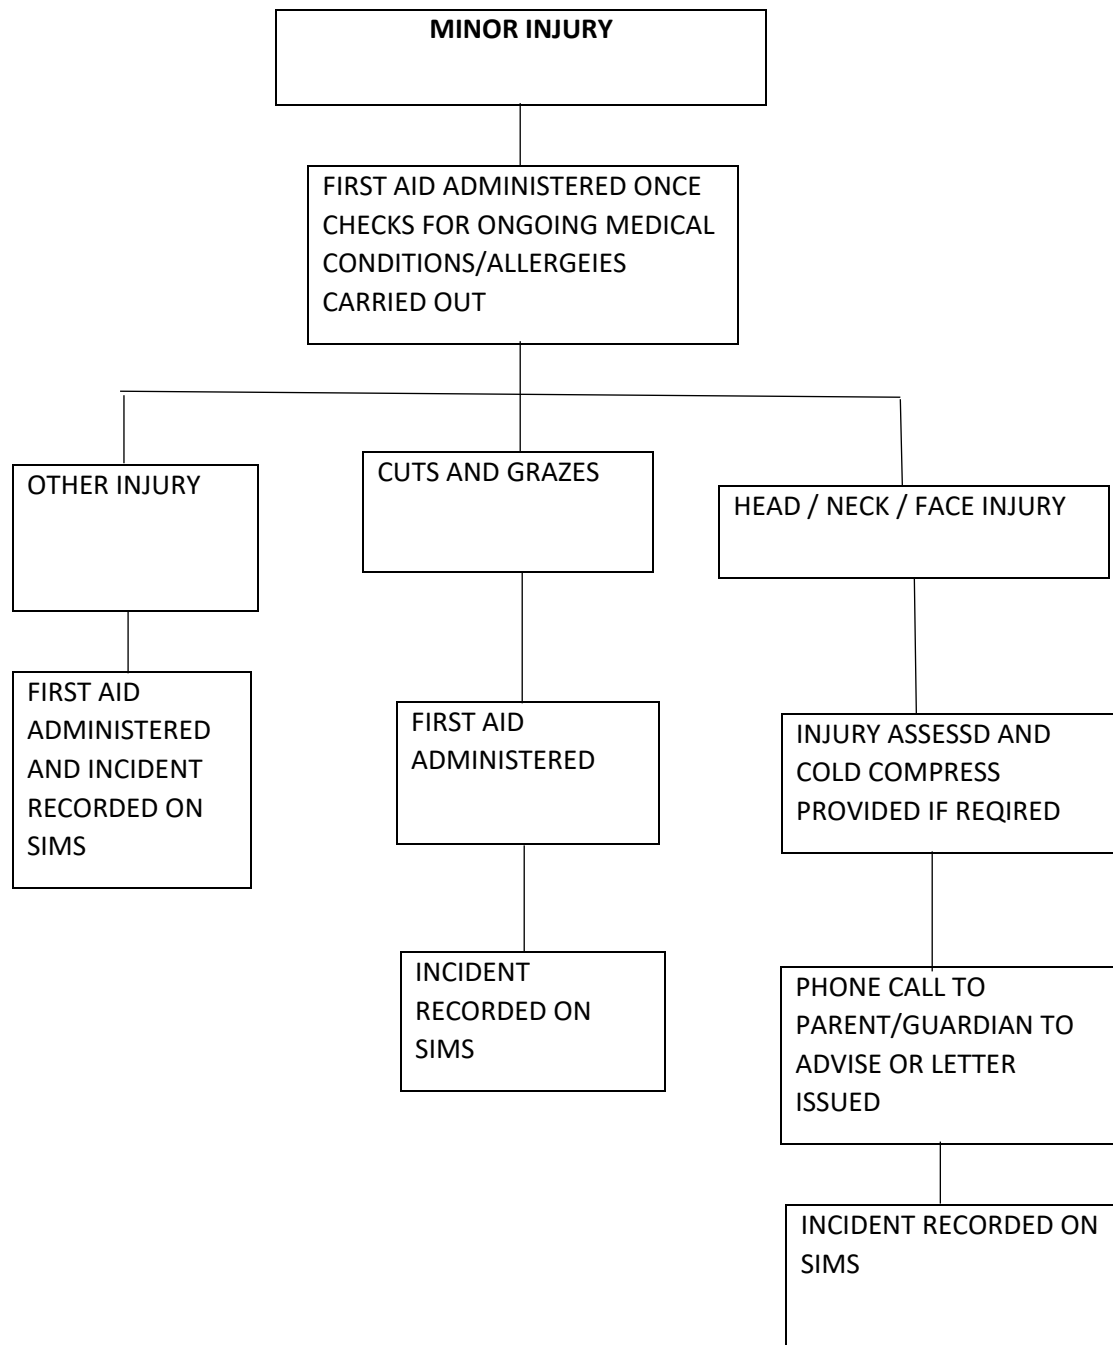 MINOR INJURY
FIRST AID ADMINISTERED ONCE
CHECKS FOR ONGOING MEDICAL
CONDITIONS/ALLERGEIES
CARRIED OUT
OTHER INJURY
CUTS AND GRAZES
HEAD / NECK / FACE INJURY
FIRST AID
ADMINISTERED
AND INCIDENT
RECORDED ON
SIMS
FIRST AID
ADMINISTERED
INJURY ASSESSD AND
COLD COMPRESS
PROVIDED IF REQIRED
INCIDENT
RECORDED ON
SIMS
PHONE CALL TO
PARENT/GUARDIAN TO
ADVISE OR LETTER
ISSUED
INCIDENT RECORDED ON
SIMS